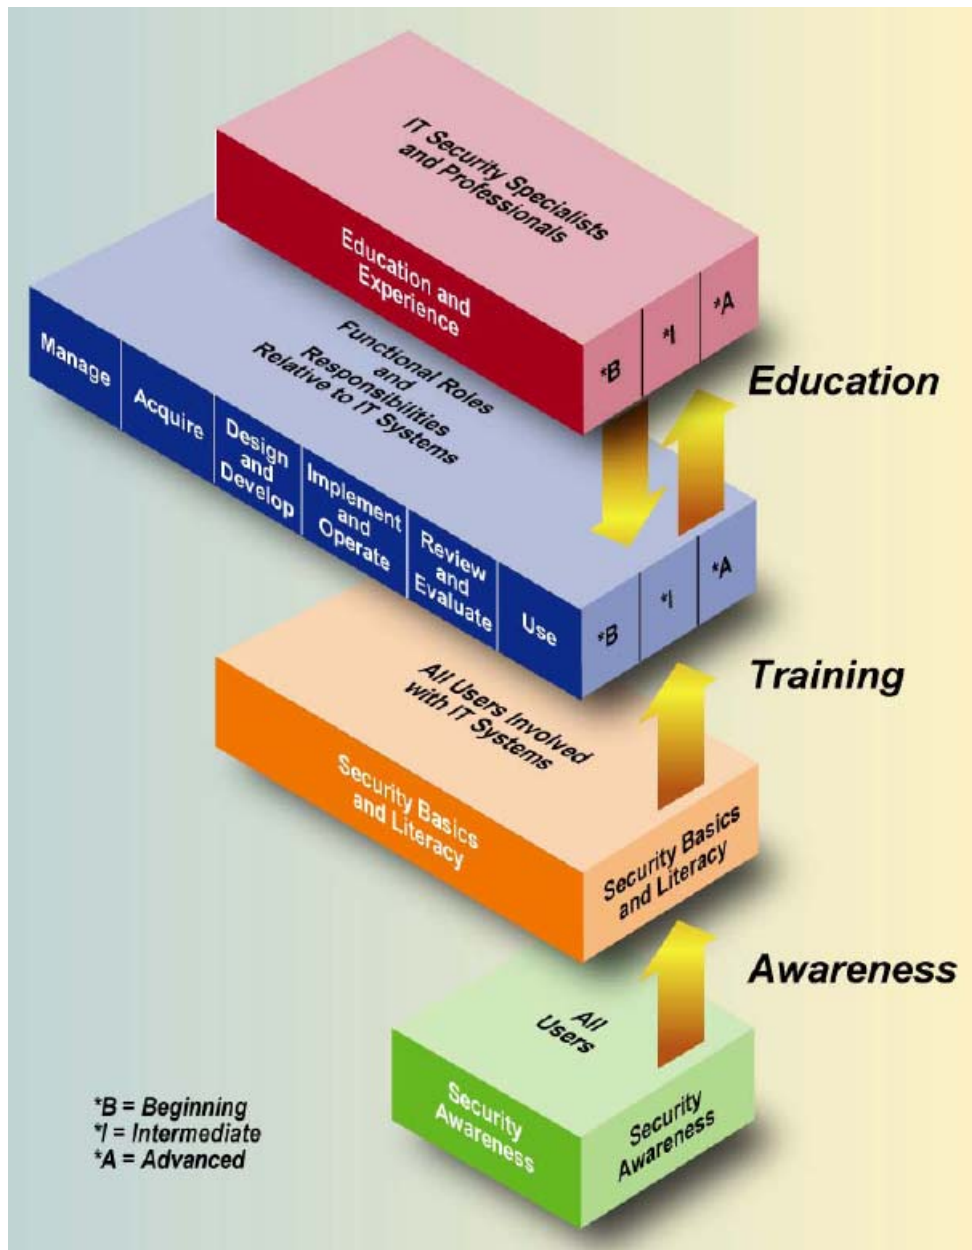 IT Security Specialists
and Professionals
Education and
Experience
*B
*I
*A
Education
Functional Roles
and
Responsibilities
Relative to IT Systems
Manage
Acquire
Design
and
Develop
Implement
and
Operate
Review
and
Evaluate
Use
*B
*I
*A
Training
All Users Involved
with IT Systems
Security Basics
and Literacy
Security Basics
and Literacy
Awareness
All
Users
Security
Awareness
Security
Awareness
*B = Beginning
*I = Intermediate
*A = Advanced